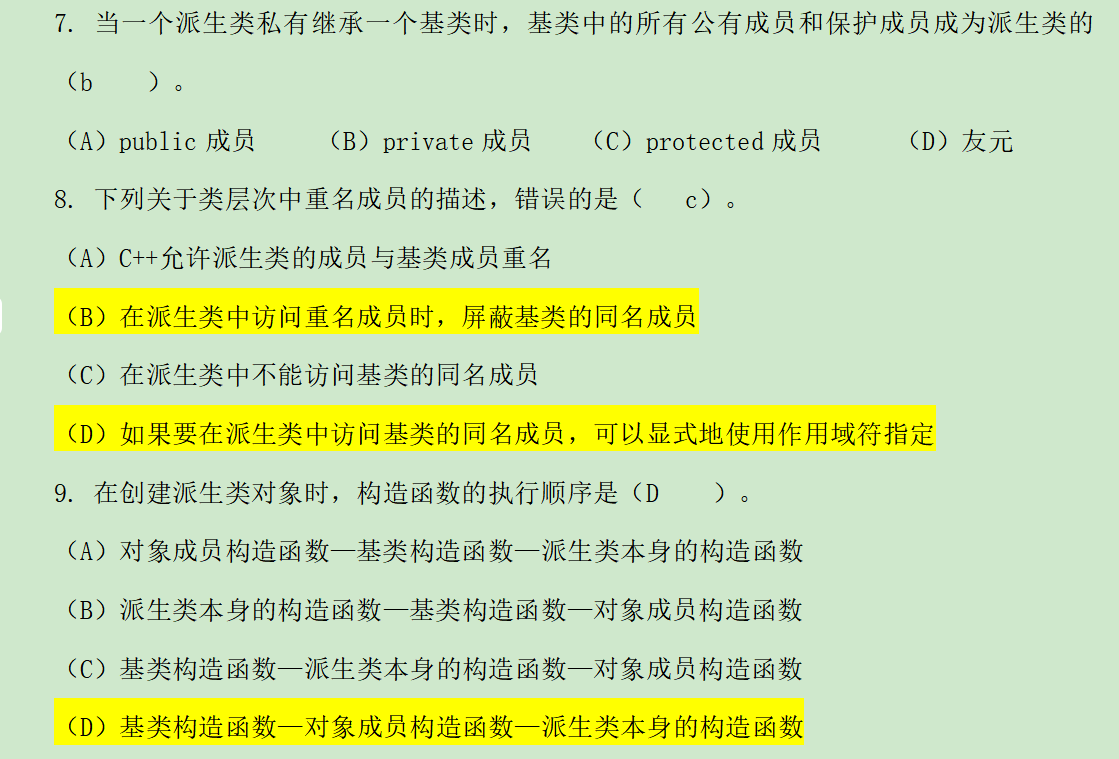 7. 当一个派生类私有继承一个基类时，基类中的所有公有成员和保护成员成为派生类的
（b    ）。
（A）public 成员    （B）private 成员    （C）protected 成员    （D）友元
8. 下列关于类层次中重名成员的描述，错误的是（  c）。
（A）C++允许派生类的成员与基类成员重名
（B）在派生类中访问重名成员时，屏蔽基类的同名成员
（C）在派生类中不能访问基类的同名成员
（D）如果要在派生类中访问基类的同名成员，可以显式地使用作用域符指定
9. 在创建派生类对象时，构造函数的执行顺序是（D    ）。
（A）对象成员构造函数—基类构造函数—派生类本身的构造函数
（B）派生类本身的构造函数—基类构造函数—对象成员构造函数
（C）基类构造函数—派生类本身的构造函数—对象成员构造函数
（D）基类构造函数—对象成员构造函数—派生类本身的构造函数